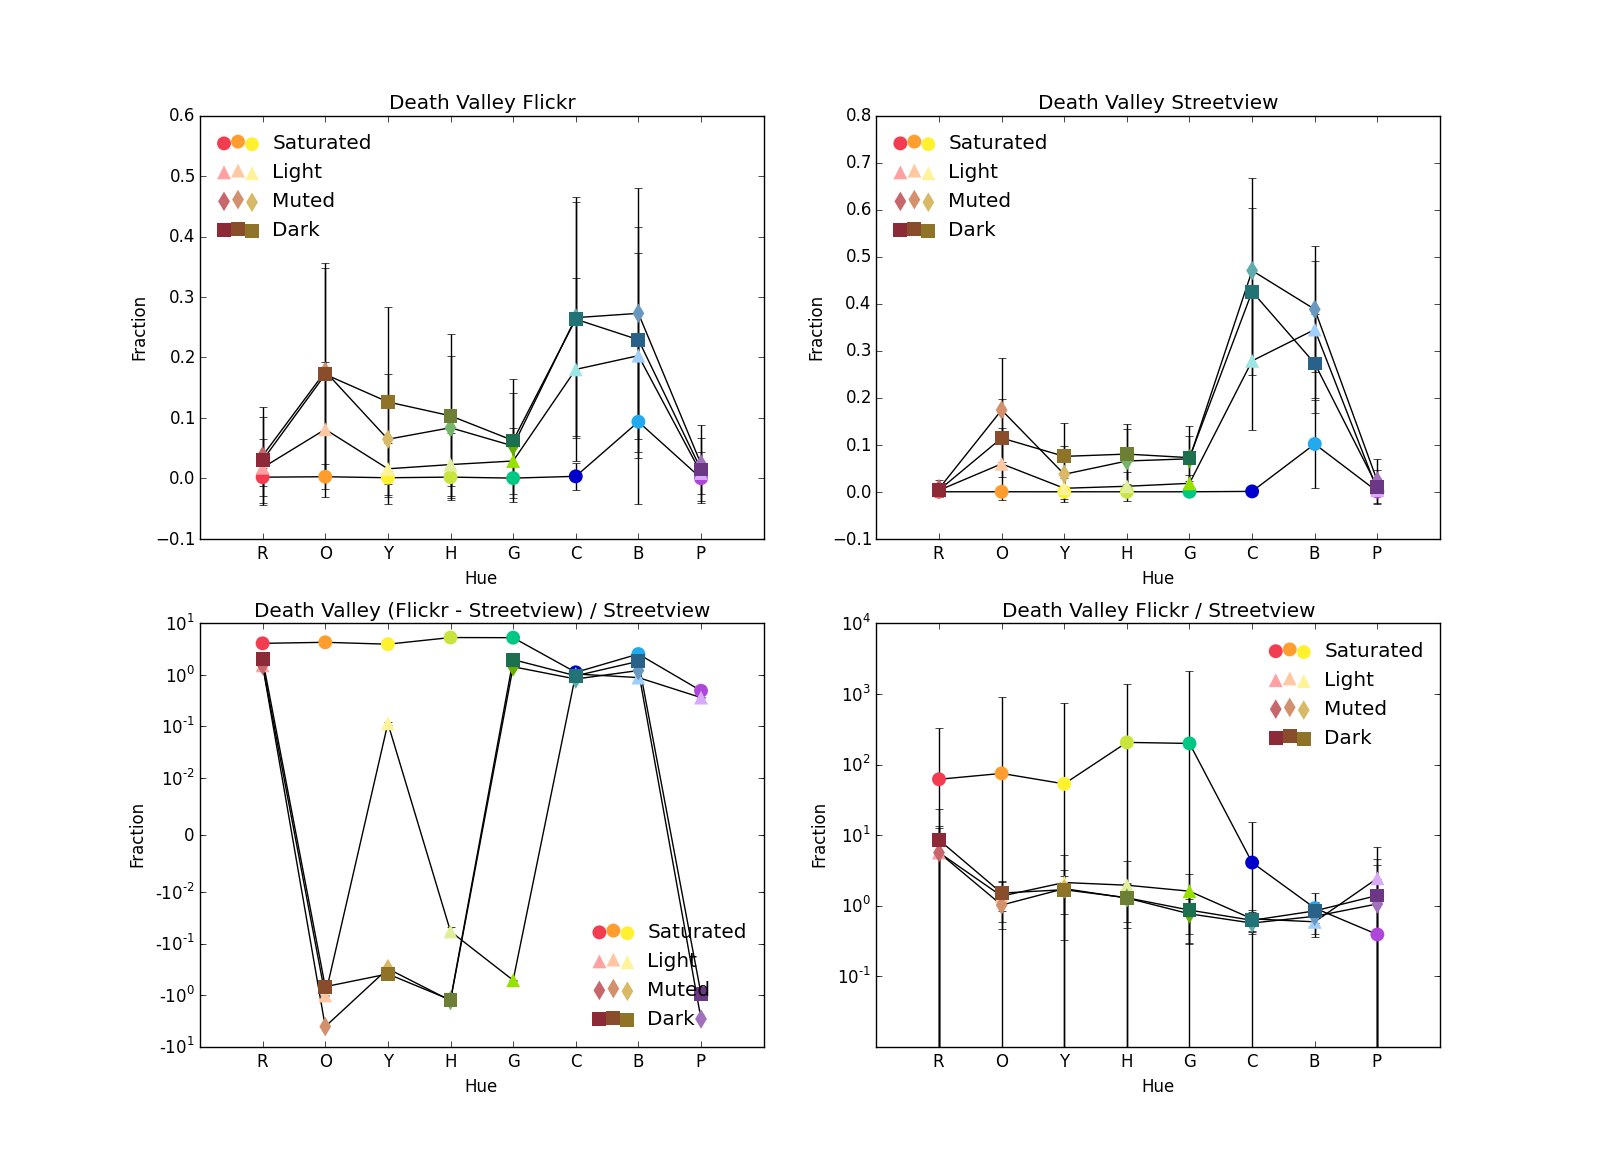 Death Valley Flickr
0.6
0.5
0.4
0.3
0.2
0.1
0.0
−0.1
Fraction
Saturated
Light
Muted
Dark
R O Y H G C B P
Hue
Death Valley Streetview
0.8
0.7
0.6
0.5
0.4
0.3
0.2
0.1
0.0
−0.1
Fraction
Saturated
Light
Muted
Dark
R O Y H G C B P
Hue
Death Valley (Flickr - Streetview) / Streetview
10^1
10^0
10^-1
10^-2
0
-10^-2
-10^-1
-10^0
-10^1
Fraction
Saturated
Light
Muted
Dark
R O Y H G C B P
Hue
Death Valley Flickr / Streetview
10^4
10^3
10^2
10^1
10^0
10^-1
Fraction
Saturated
Light
Muted
Dark
R O Y H G C B P
Hue